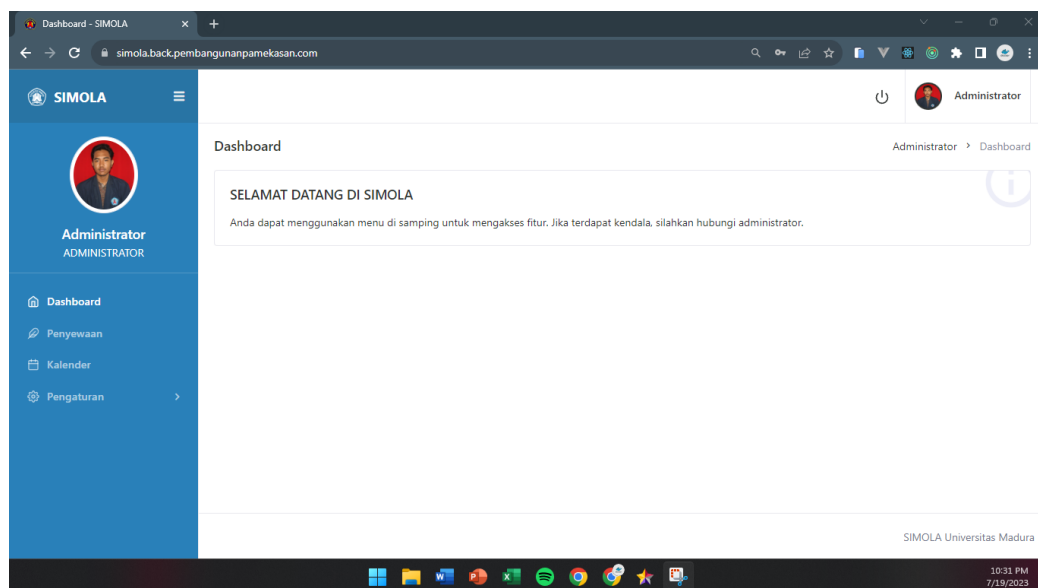 Dashboard - SIMOLA
simola.back.pembangunanpamekasan.com
SIMOLA
Administrator
Dashboard
Administrator > Dashboard
SELAMAT DATANG DI SIMOLA
Anda dapat menggunakan menu di samping untuk mengakses fitur. Jika terdapat kendala, silahkan hubungi administrator.
Administrator
ADMINISTRATOR
Dashboard
Penyewaan
Kalender
Pengaturan
SIMOLA Universitas Madura
10:31 PM
7/19/2023